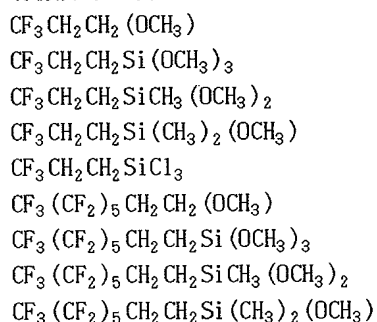 CF₃CH₂CH₂(OCH₃)
CF₃CH₂CH₂Si(OCH₃)₃
CF₃CH₂CH₂SiCH₃(OCH₃)₂
CF₃CH₂CH₂Si(CH₃)₂(OCH₃)
CF₃CH₂CH₂SiCl₃
CF₃(CF₂)₅CH₂CH₂(OCH₃)
CF₃(CF₂)₅CH₂CH₂Si(OCH₃)₃
CF₃(CF₂)₅CH₂CH₂SiCH₃(OCH₃)₂
CF₃(CF₂)₅CH₂CH₂Si(CH₃)₂(OCH₃)